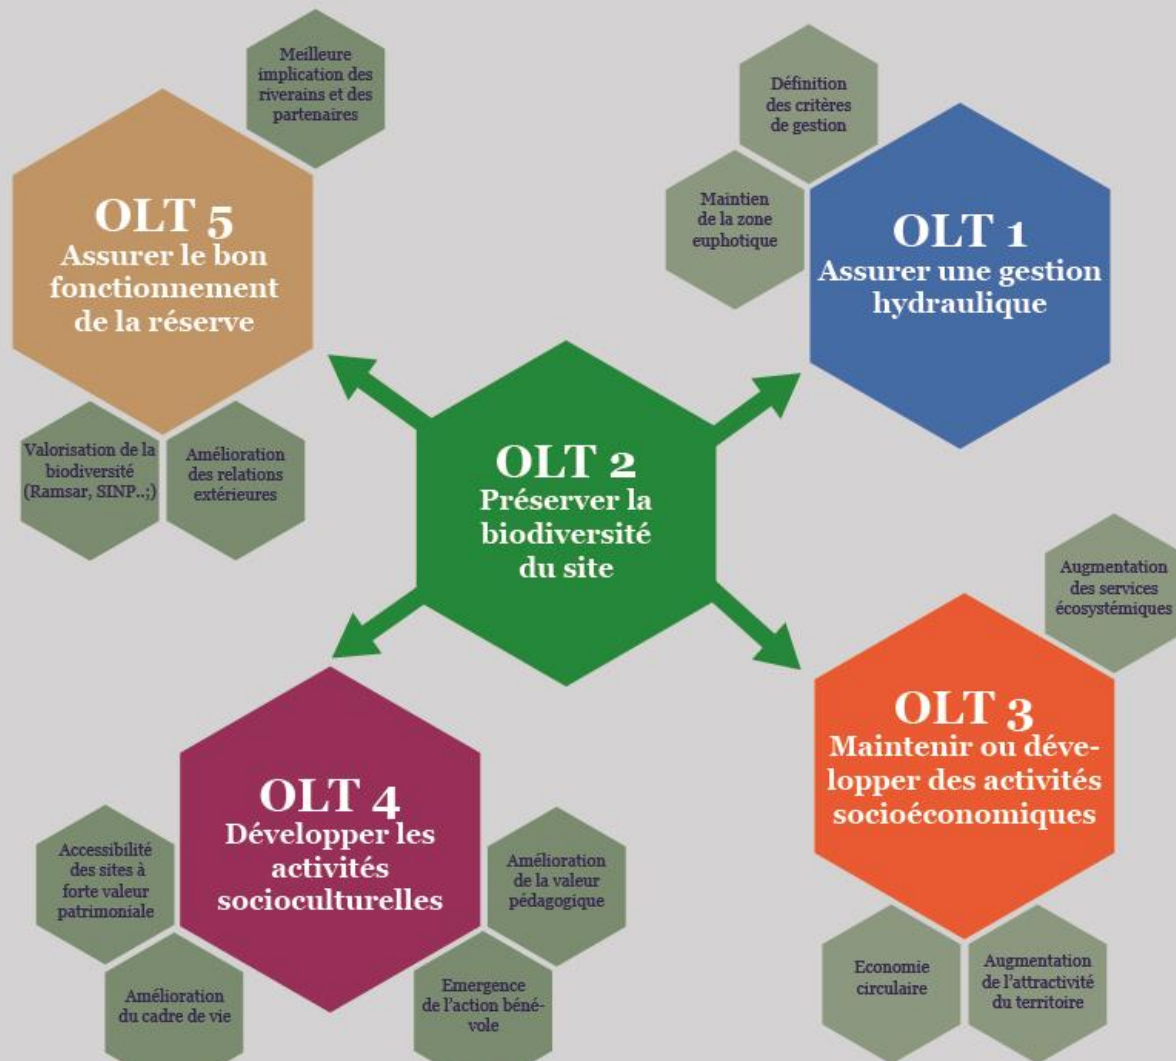 Meilleure
implication des
riverains et des
partenaires
OLT 5
Assurer le bon
fonctionnement
de la réserve
Valorisation de la
biodiversité
(Ramsar, SINP..;)
Amélioration
des relations
extérieures
Définition
des critères
de gestion
Maintien
de la zone
euphotique
OLT 1
Assurer une gestion
hydraulique
OLT 2
Préserver la
biodiversité
du site
Augmentation
des services
écosystémiques
OLT 3
Maintenir ou déve-
lopper des activités
socioéconomiques
Economie
circulaire
Augmentation
de l'attractivité
du territoire
OLT 4
Développer les
activités
socioculturelles
Accessibilité
des sites à
forte valeur
patrimoniale
Amélioration
du cadre de vie
Amélioration
de la valeur
pédagogique
Emergence
de l'action béné-
vole